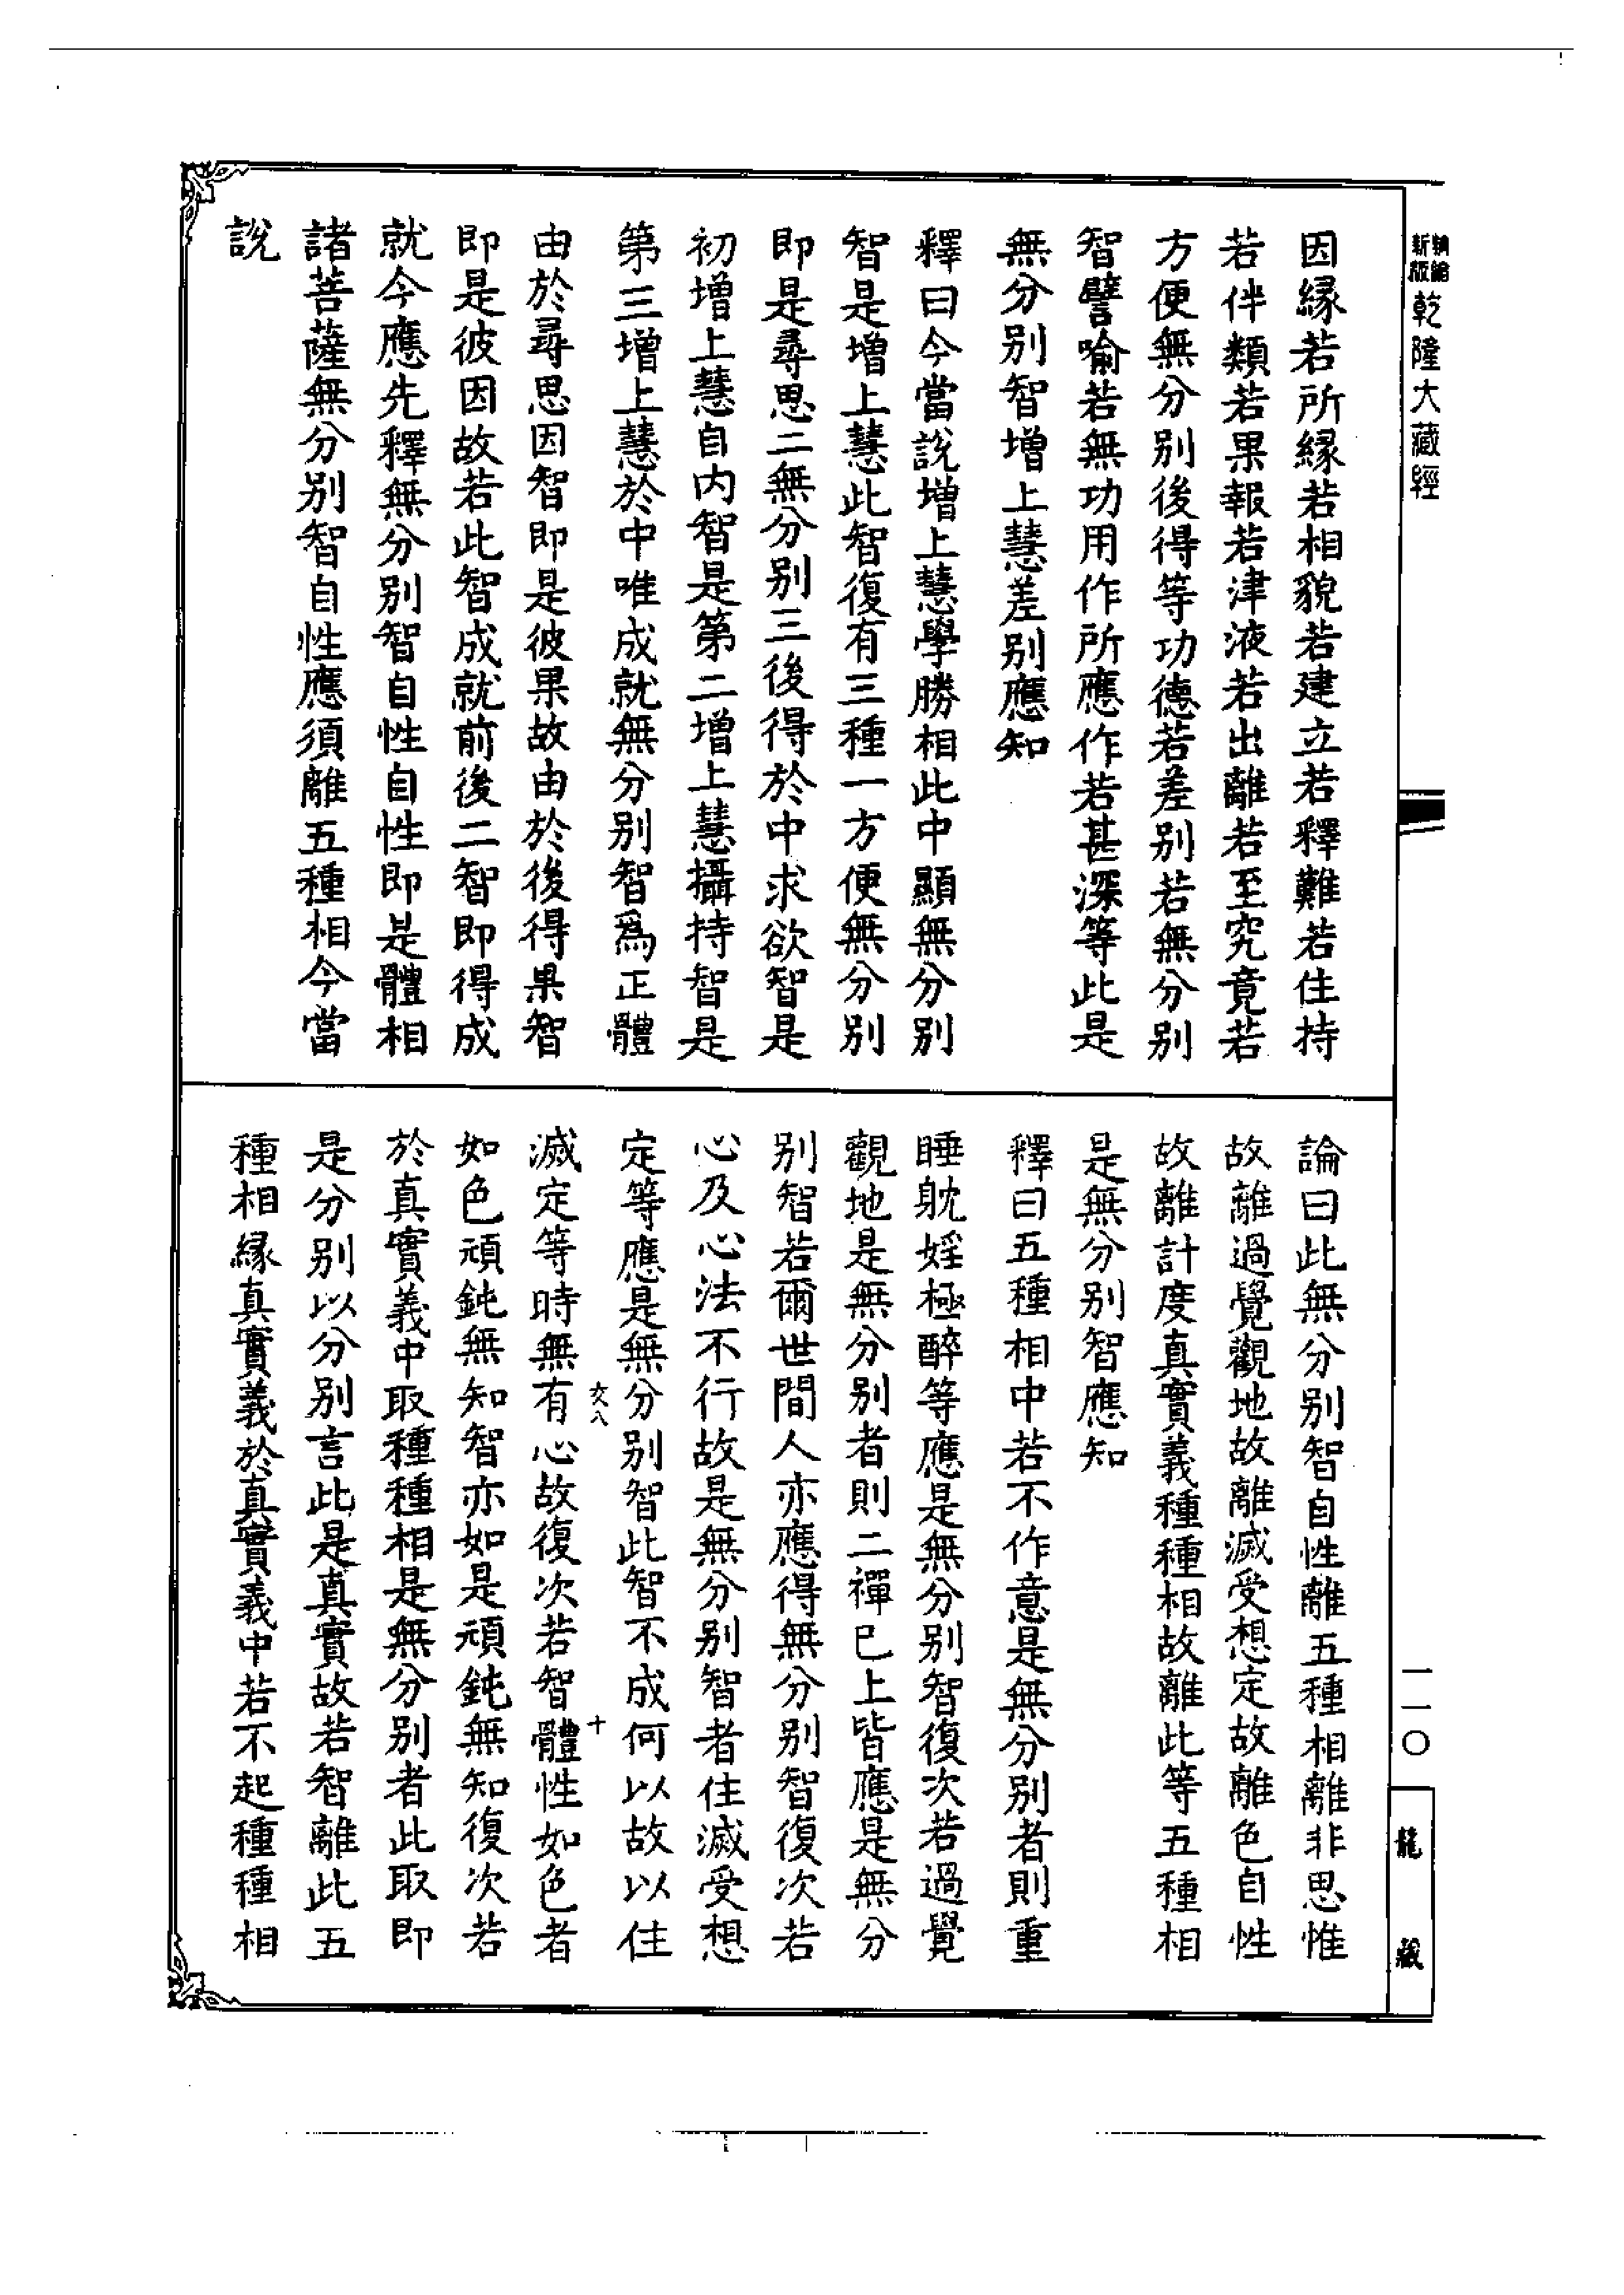 新版
精繪
乾隆大藏經
因緣若所緣若相貌若建立若釋難若住持
若伴類若果報若津液若出離若至究竟若
方便無分別後得等功德若差別若無分別
智譬喻若無功用作所應作若甚深等此是
無分別智增上慧差別應知
釋曰今當說增上慧學勝相此中顯無分別
智是增上慧此智復有三種一方便無分別
即是尋思二無分別三後得於中求欲智是
初增上慧自內智是第二增上慧攝持智是
第三增上慧於中唯成就無分別智爲正體
由於尋思因智即是彼果故由於後得果智
即是彼因故若此智成就前後二智即得成
就今應先釋無分別智自性自性即是體相
諸菩薩無分別智自性應須離五種相今當
說
論曰此無分別智自性離五種相離非思惟
故離過覺觀地故離滅受想定故離色自性
故離計度真實義種種相故離此等五種相
是無分別智應知
釋曰五種相中若不作意是無分別者則重
睡躭婬極醉等應是無分別智復次若過覺
觀地是無分別者則二禪已上皆應是無分
別智若爾世間人亦應得無分別智復次若
心及心法不行故是無分別智者住滅受想
定等應是無分別智此智不成何以故以住
滅定等時無有心故復次若智體性如色者
如色頑鈍無知智亦如是頑鈍無知復次若
於真實義中取種種相是無分別者此取即
是分別以分別言此是真實故若智離此五
種相緣真實義於真實義中若不起種種相
一一〇
龍藏